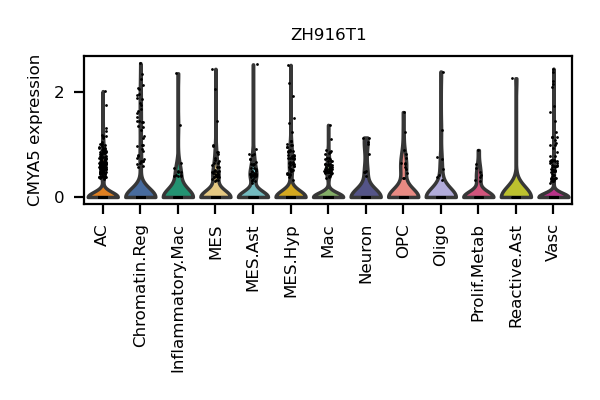 ZH916T1
CMYA5 expression
2
0
AC
Chromatin.Reg
Inflammatory.Mac
MES
MES.Ast
MES.Hyp
Mac
Neuron
OPC
Oligo
Prolif.Metab
Reactive.Ast
Vasc